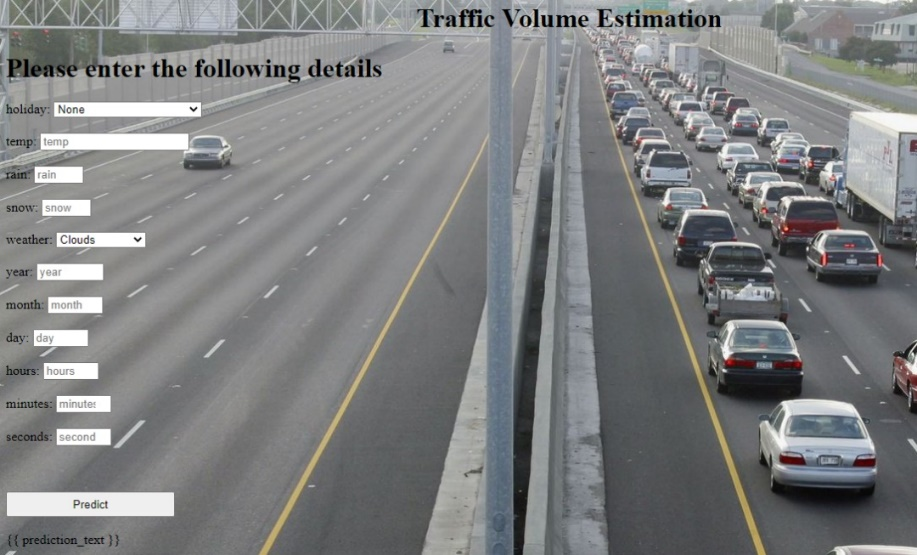 Traffic Volume Estimation
Please enter the following details
holiday: None
temp: temp
rain: rain
snow: snow
weather: Clouds
year: year
month: month
day: day
hours: hours
minutes: minutes
seconds: second
Predict
{{ prediction_text }}